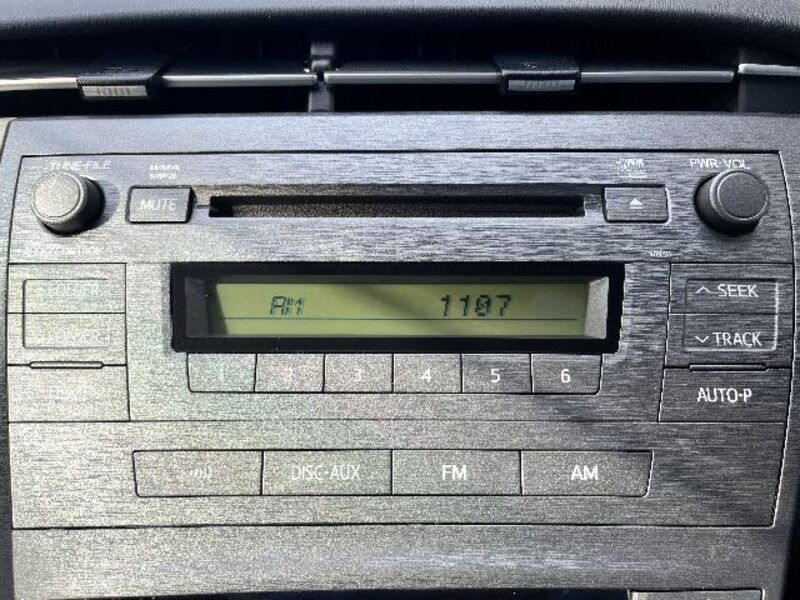 TUNE·FILE
PWR·VOL
MUTE
AM 1107
FOLDER
SEEK
TRACK
1 2 3 4 5 6
AUTO-P
DISC·AUX FM AM